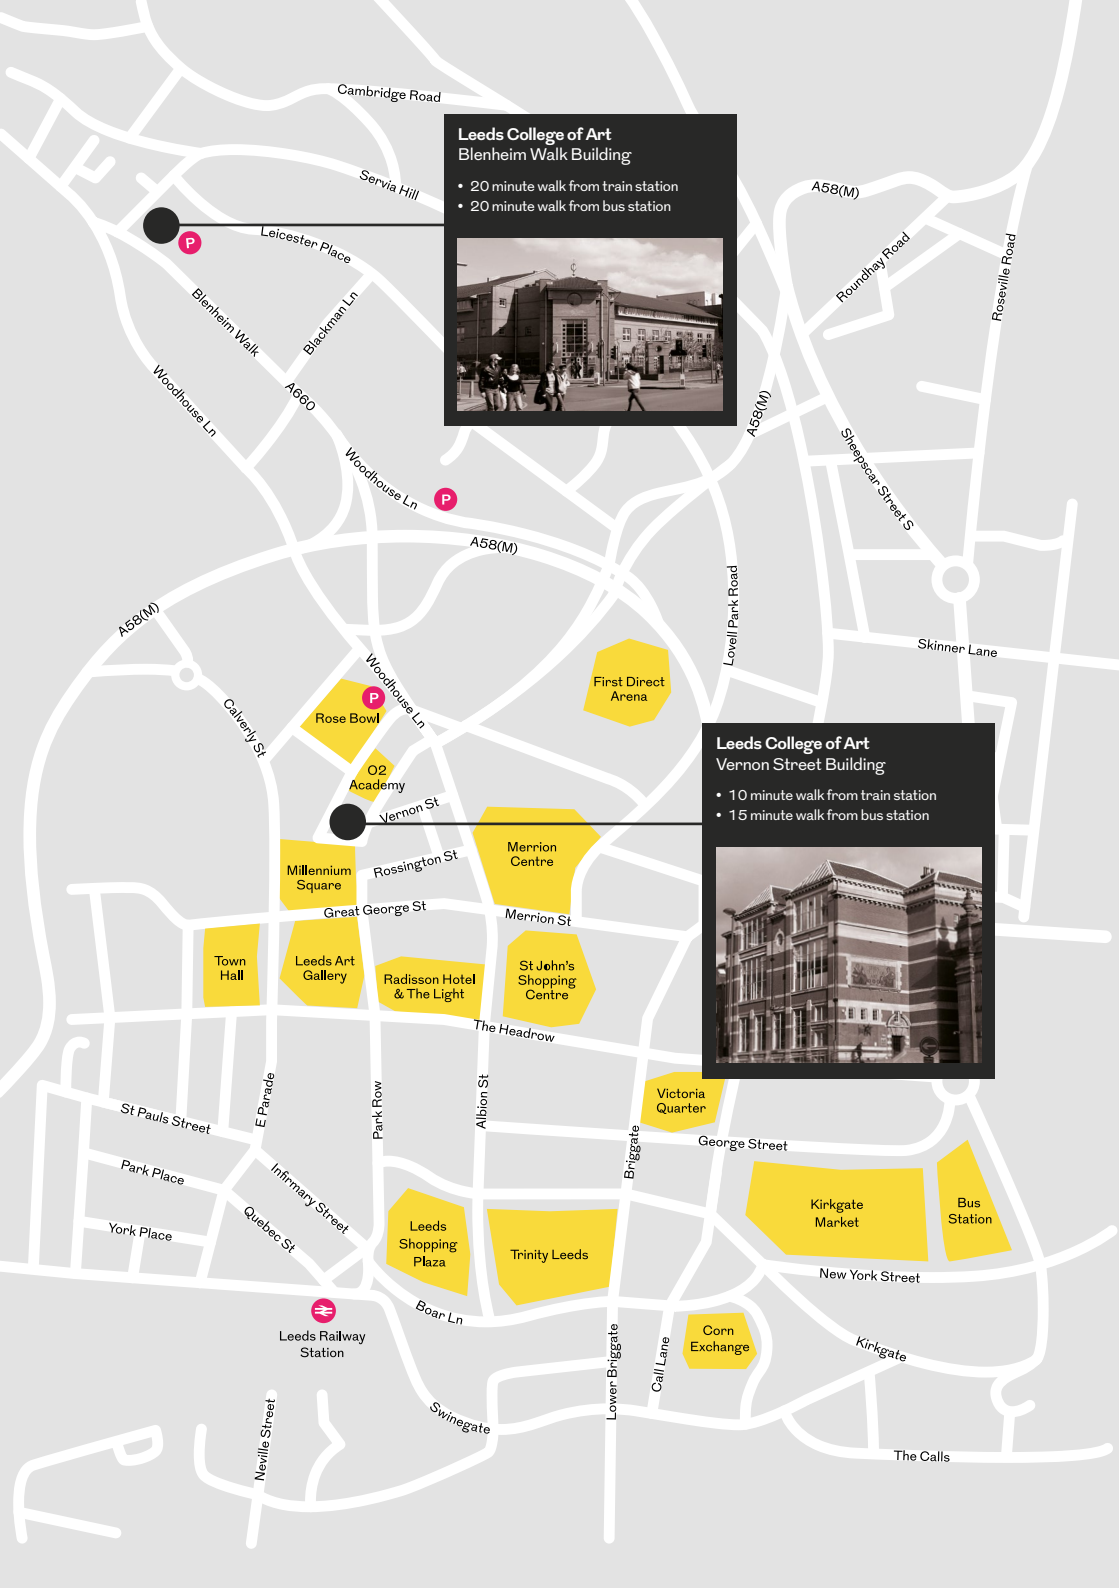 Cambridge Road
Leeds College of Art
Blenheim Walk Building
• 20 minute walk from train station
• 20 minute walk from bus station
Servia Hill
A58(M)
P
Leicester Place
Roundhay Road
Roseville Road
Blenheim Walk
Blackman Ln
Woodhouse Ln
A660
A58(M)
Sheepscar Street S
Woodhouse Ln
P
A58(M)
A58(M)
Lovell Park Road
Skinner Lane
Woodhouse Ln
First Direct
Arena
P
Rose Bowl
Calverly St
O2
Academy
Vernon St
Leeds College of Art
Vernon Street Building
• 10 minute walk from train station
• 15 minute walk from bus station
Merrion
Centre
Rossington St
Millennium
Square
Great George St
Merrion St
Town
Hall
Leeds Art
Gallery
Radisson Hotel
& The Light
St John's
Shopping
Centre
The Headrow
E Parade
Park Row
Albion St
Victoria
Quarter
St Pauls Street
Briggate
George Street
Park Place
Infirmary Street
Quebec St
York Place
Leeds
Shopping
Plaza
Trinity Leeds
Kirkgate
Market
Bus
Station
New York Street
Boar Ln
Leeds Railway
Station
Corn
Exchange
Kirkgate
Lower Briggate
Call Lane
Swinegate
Neville Street
The Calls